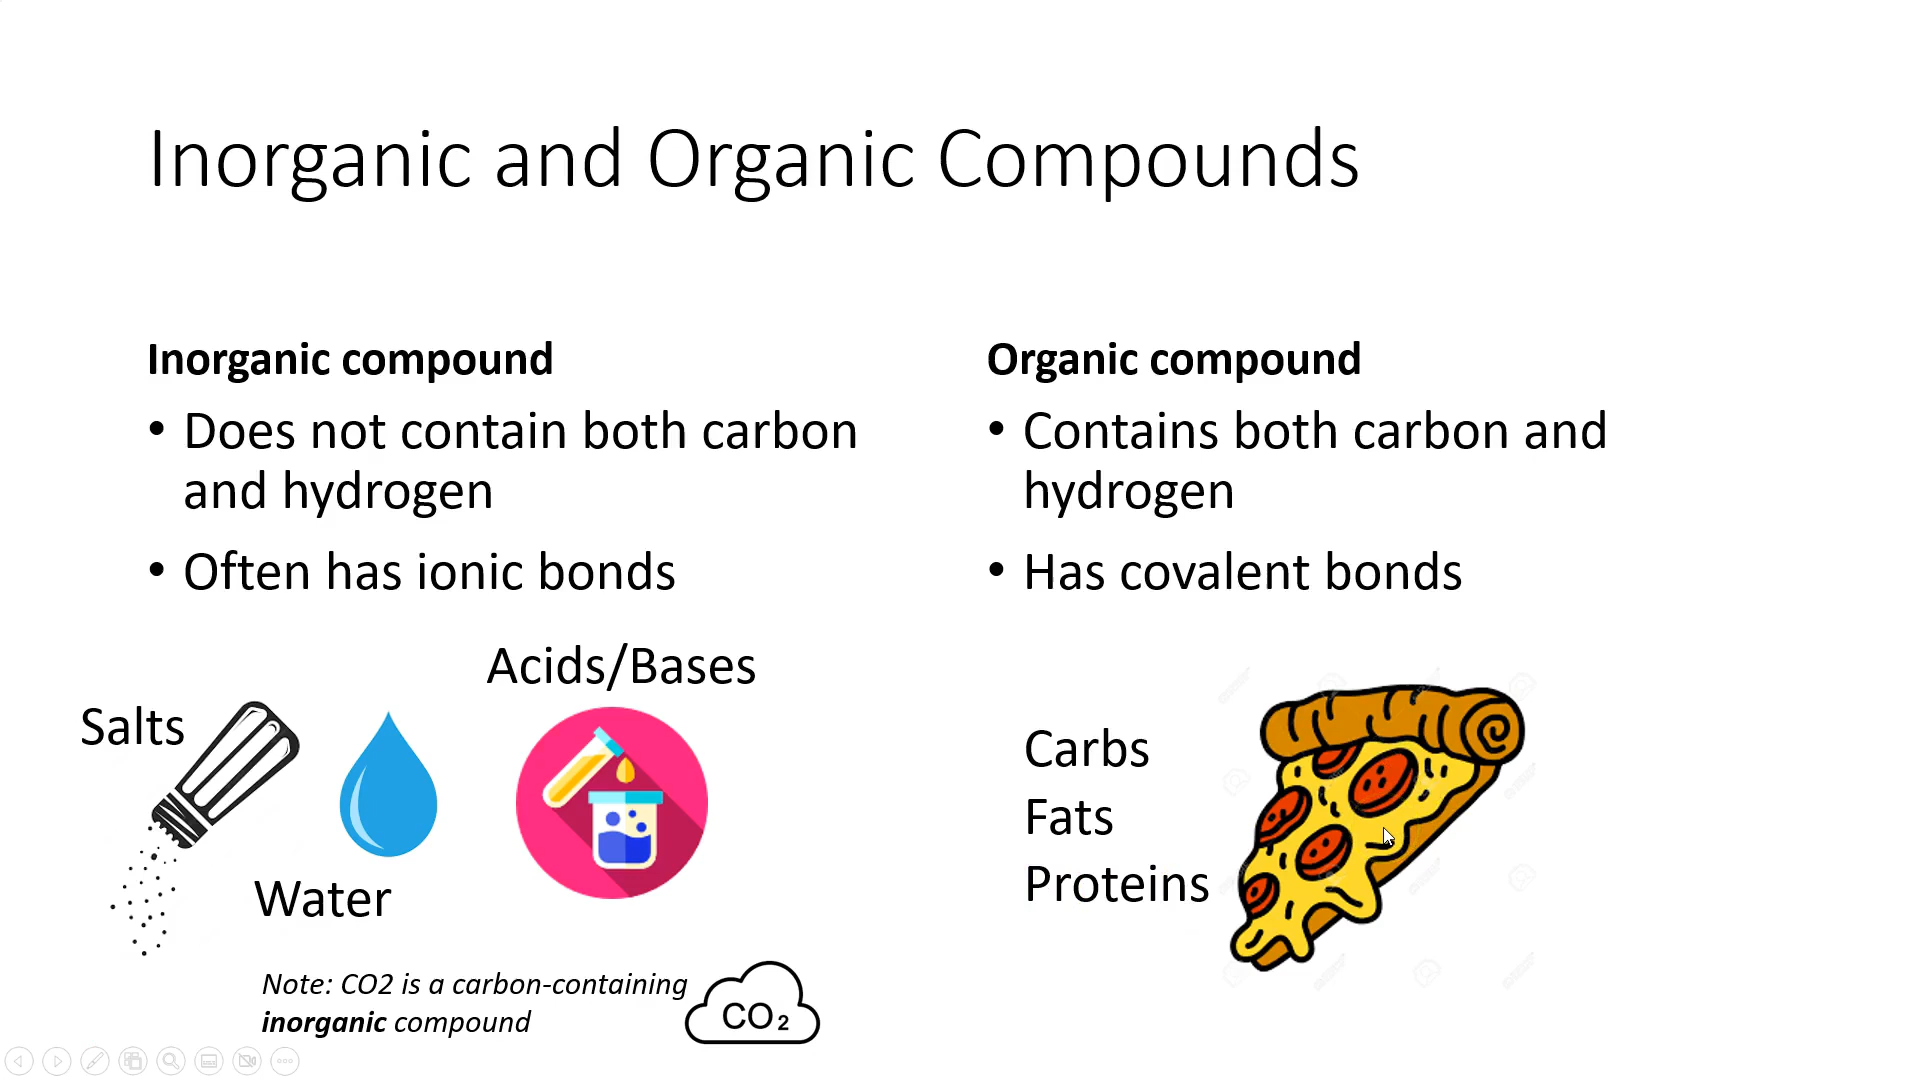 Inorganic and Organic Compounds
Inorganic compound
• Does not contain both carbon
and hydrogen
• Often has ionic bonds
Acids/Bases
Salts
Water
Note: CO2 is a carbon-containing
inorganic compound
CO2
Organic compound
• Contains both carbon and
hydrogen
• Has covalent bonds
Carbs
Fats
Proteins